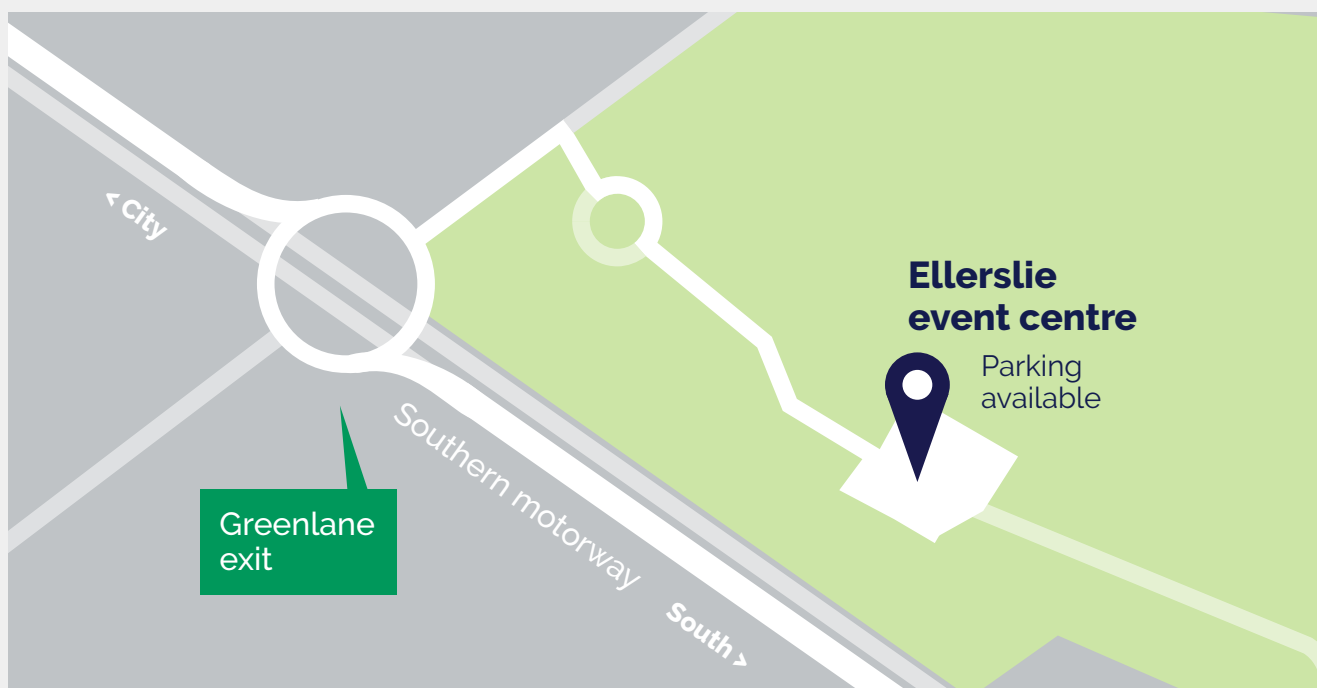 < City
Ellerslie
event centre
Parking
available
Southern motorway
Greenlane
exit
South >